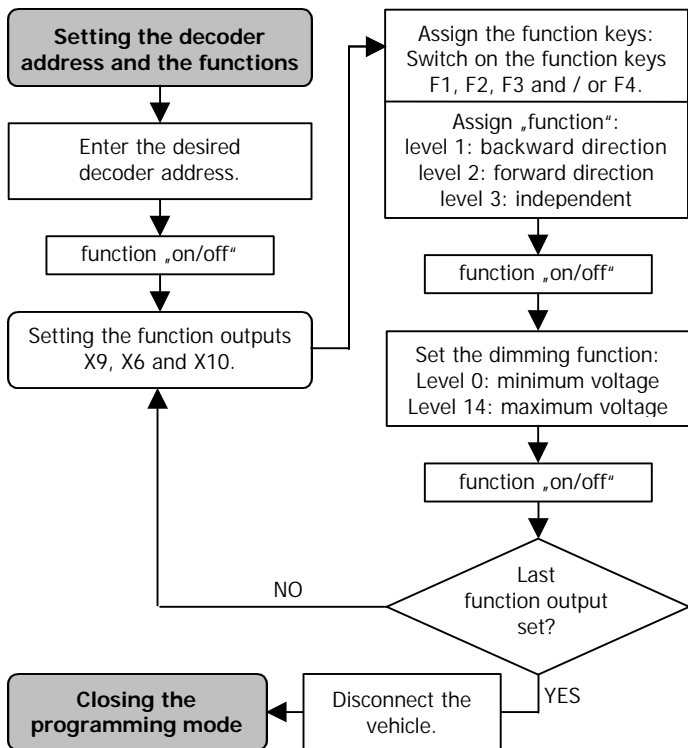 Setting the decoder
address and the functions
Enter the desired
decoder address.
function „on/off“
Setting the function outputs
X9, X6 and X10.
Assign the function keys:
Switch on the function keys
F1, F2, F3 and / or F4.
Assign „function“:
level 1: backward direction
level 2: forward direction
level 3: independent
function „on/off“
Set the dimming function:
Level 0: minimum voltage
Level 14: maximum voltage
function „on/off“
Last
function output
set?
NO
YES
Disconnect the
vehicle.
Closing the
programming mode